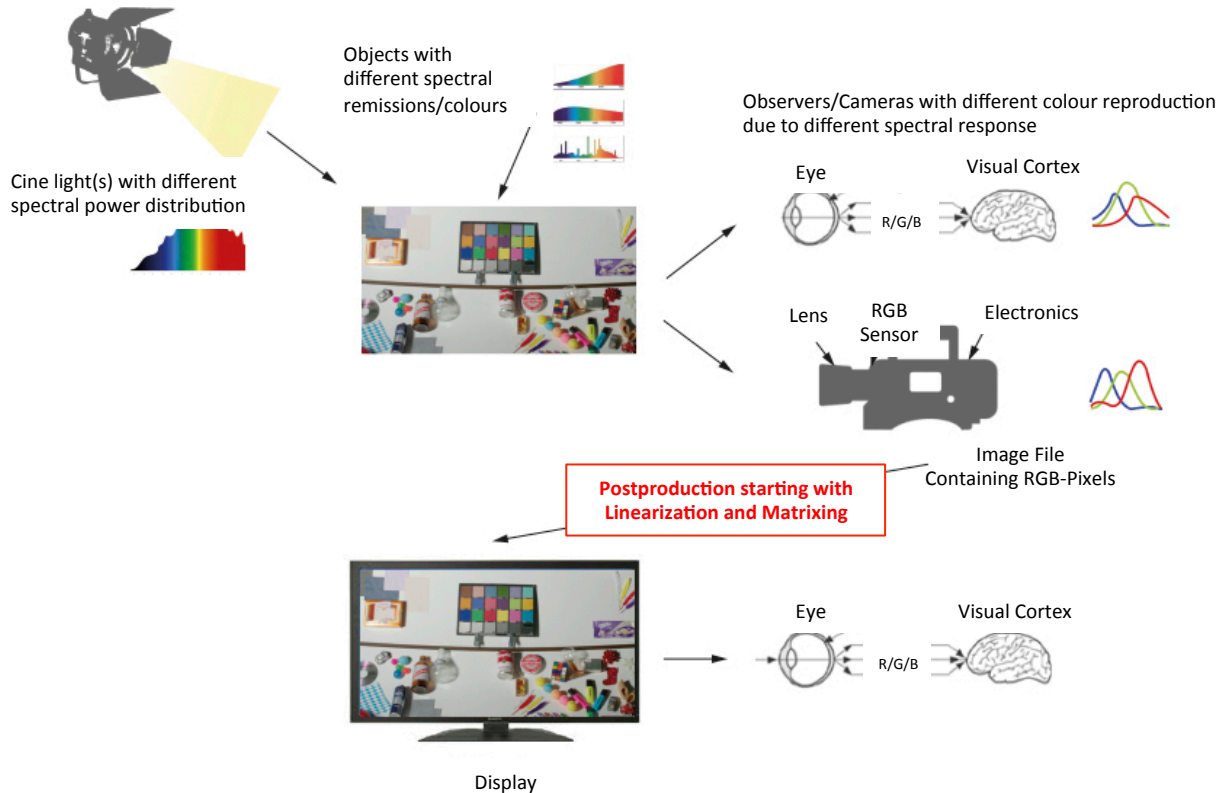 Objects with
different spectral
remissions/colours
Cine light(s) with different
spectral power distribution
Observers/Cameras with different colour reproduction
due to different spectral response
Eye
Visual Cortex
R/G/B
Lens
RGB
Sensor
Electronics
Image File
Containing RGB-Pixels
Postproduction starting with
Linearization and Matrixing
Eye
Visual Cortex
R/G/B
Display